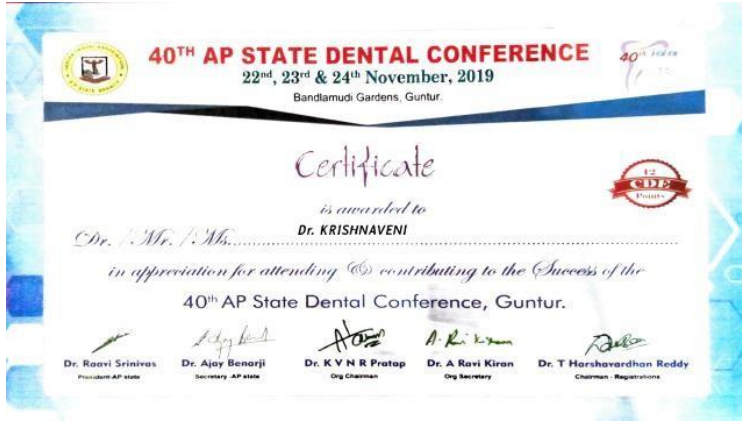 40TH AP STATE DENTAL CONFERENCE
22nd, 23rd & 24th November, 2019
Bandlamudi Gardens, Guntur.
Certificate
12
CDE
Points
is awarded to
Dr. / Mr. / Ms. Dr. KRISHNAVENI
in appreciation for attending & contributing to the Success of the
40th AP State Dental Conference, Guntur.
Dr. Raavi Srinivas Dr. Ajay Benarji Dr. K V N R Pratap Dr. A Ravi Kiran Dr. T Harshavardhan Reddy
President-AP state Secretary -AP state Org Chairman Org Secretary Chairman - Registrations